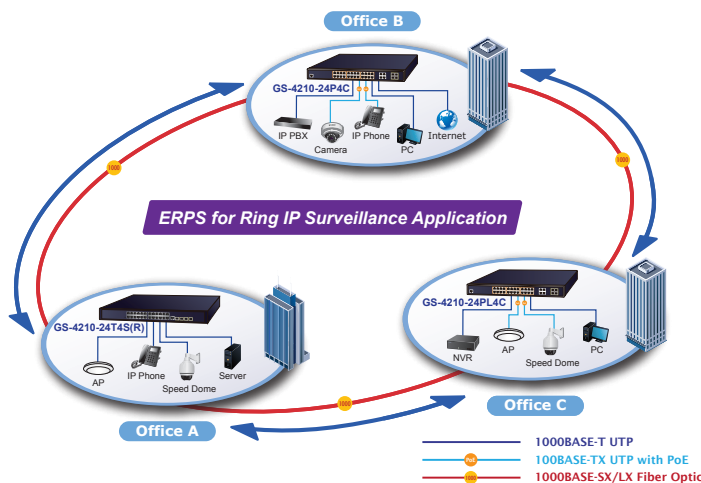 Office B
GS-4210-24P4C
IP PBX
Camera
IP Phone
PC
Internet
1000
1000
ERPS for Ring IP Surveillance Application
GS-4210-24T4S(R)
AP
IP Phone
Speed Dome
Server
GS-4210-24PL4C
NVR
AP
Speed Dome
PC
1000
Office A
Office C
1000BASE-T UTP
PoE
100BASE-TX UTP with PoE
1000
1000BASE-SX/LX Fiber Optic